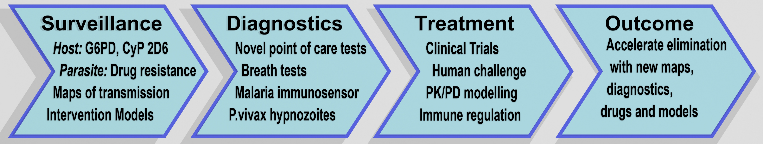 Surveillance
Host: G6PD, CyP 2D6
Parasite: Drug resistance
Maps of transmission
Intervention Models
Diagnostics
Novel point of care tests
Breath tests
Malaria immunosensor
P.vivax hypnozoites
Treatment
Clinical Trials
Human challenge
PK/PD modelling
Immune regulation
Outcome
Accelerate elimination
with new maps,
diagnostics,
drugs and models